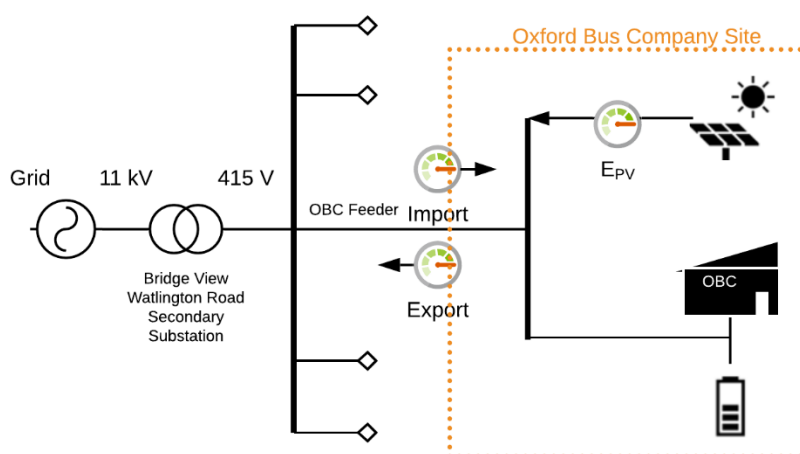 Oxford Bus Company Site
Grid
11 kV
415 V
OBC Feeder
Import
Export
EPV
OBC
Bridge View
Watlington Road
Secondary
Substation